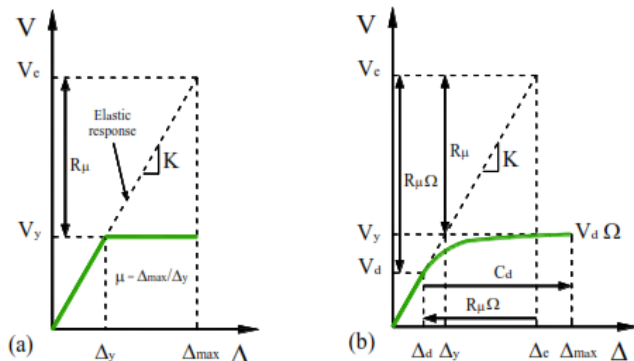 V
Ve
Elastic
response
K
Rμ
Vy
μ = Δmax/Δy
(a)
Δy
Δmax
Δ
V
Ve
Rμ
K
RμΩ
Vy
VdΩ
Vd
Cd
RμΩ
(b)
Δd
Δy
Δe
Δmax
Δ